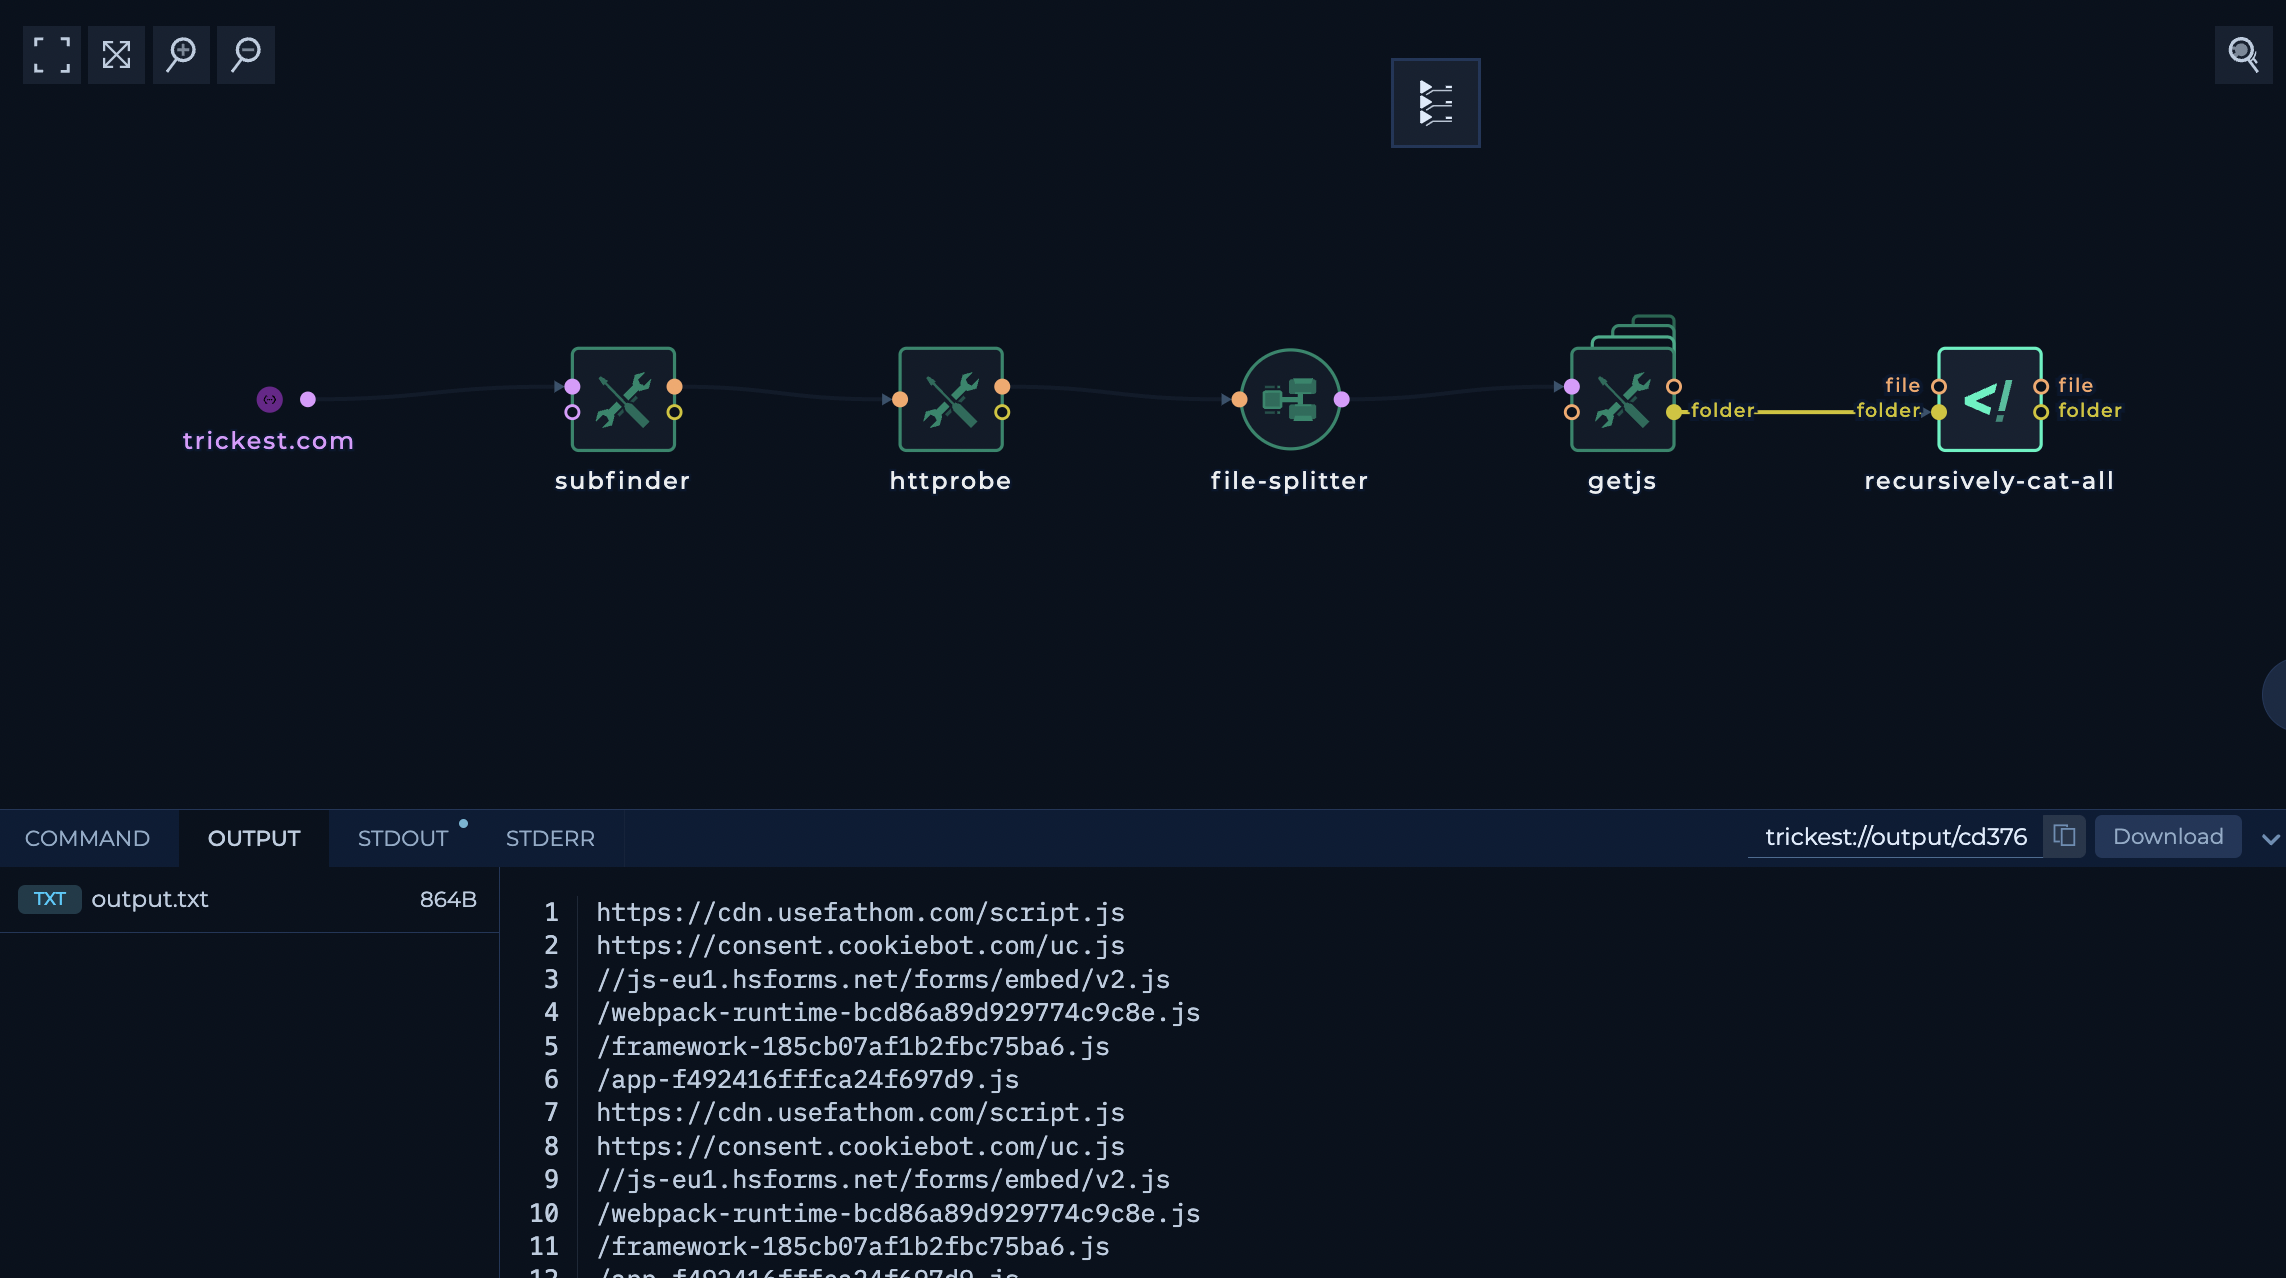 trickest.com
subfinder
httprobe
file-splitter
getjs
folder
file
folder
file
folder
recursively-cat-all
COMMAND
OUTPUT
STDOUT
STDERR
trickest://output/cd376
Download
TXT output.txt 864B
1 https://cdn.usefathom.com/script.js
2 https://consent.cookiebot.com/uc.js
3 //js-eu1.hsforms.net/forms/embed/v2.js
4 /webpack-runtime-bcd86a89d929774c9c8e.js
5 /framework-185cb07af1b2fbc75ba6.js
6 /app-f492416fffca24f697d9.js
7 https://cdn.usefathom.com/script.js
8 https://consent.cookiebot.com/uc.js
9 //js-eu1.hsforms.net/forms/embed/v2.js
10 /webpack-runtime-bcd86a89d929774c9c8e.js
11 /framework-185cb07af1b2fbc75ba6.js
12 /app-f492416fffca24f697d9.js